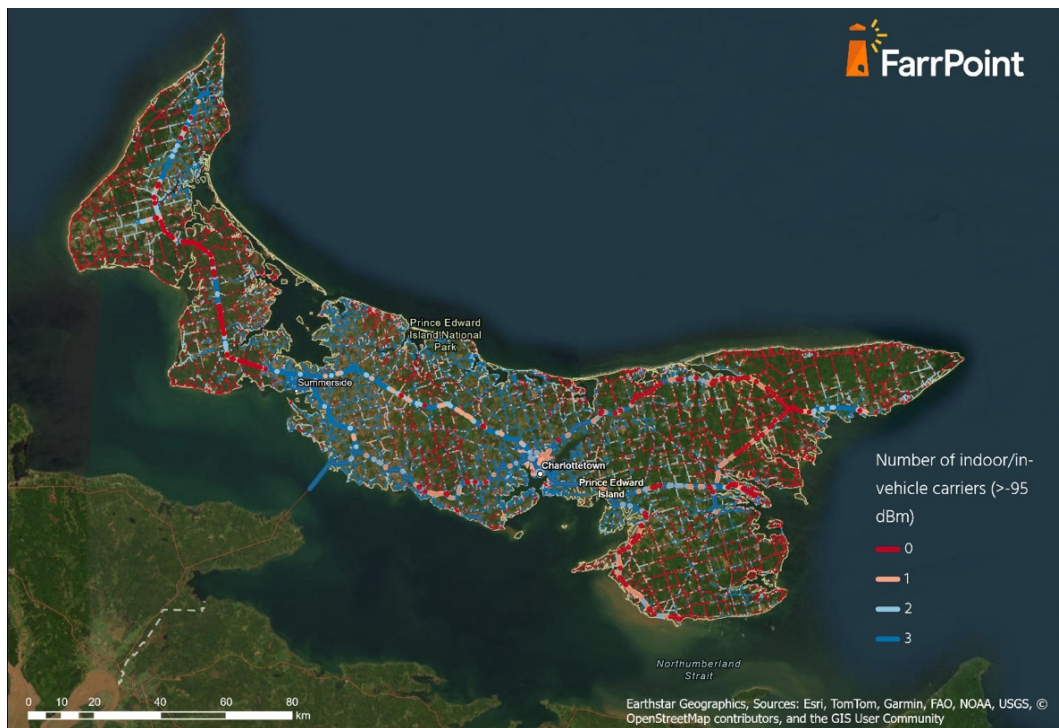 FarrPoint
Prince Edward
Island National
Park
Summerside
Charlottetown
Prince Edward
Island
Number of indoor/in-
vehicle carriers (>-95
dBm)
0
1
2
3
Northumberland
Strait
0 10 20 40 60 80
km
Earthstar Geographics, Sources: Esri, TomTom, Garmin, FAO, NOAA, USGS, ©
OpenStreetMap contributors, and the GIS User Community